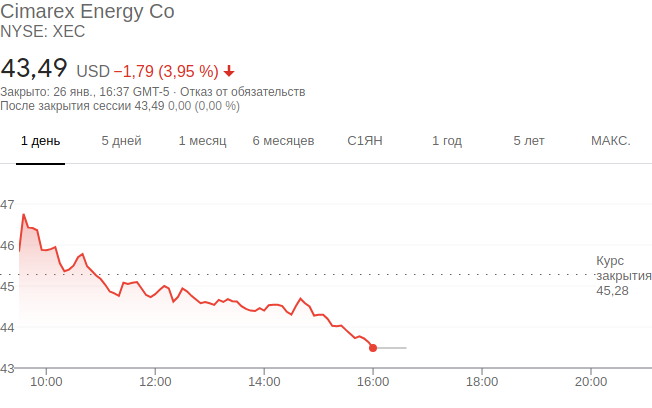 Cimarex Energy Co
NYSE: XEC
43,49 USD −1,79 (3,95 %)
Закрыто: 26 янв., 16:37 GMT-5 · Отказ от обязательств
После закрытия сессии 43,49 0,00 (0,00 %)
1 день 5 дней 1 месяц 6 месяцев С1ЯН 1 год 5 лет МАКС.
47
46
Курс
закрытия
45,28
45
44
43
10:00 12:00 14:00 16:00 18:00 20:00